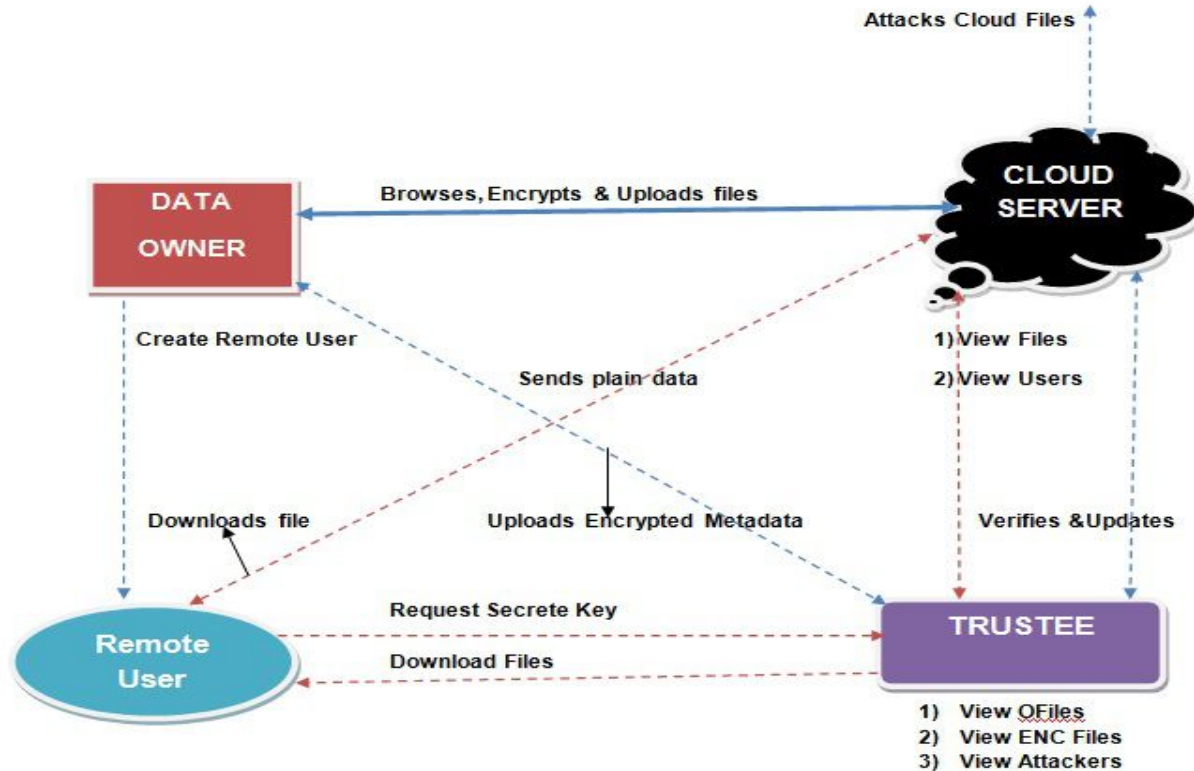 Attacks Cloud Files
CLOUD
SERVER
DATA
OWNER
Browses, Encrypts & Uploads files
Create Remote User
Sends plain data
1) View Files
2) View Users
Downloads file
Uploads Encrypted Metadata
Verifies &Updates
Request Secrete Key
Remote
User
Download Files
TRUSTEE
1) View OFiles
2) View ENC Files
3) View Attackers